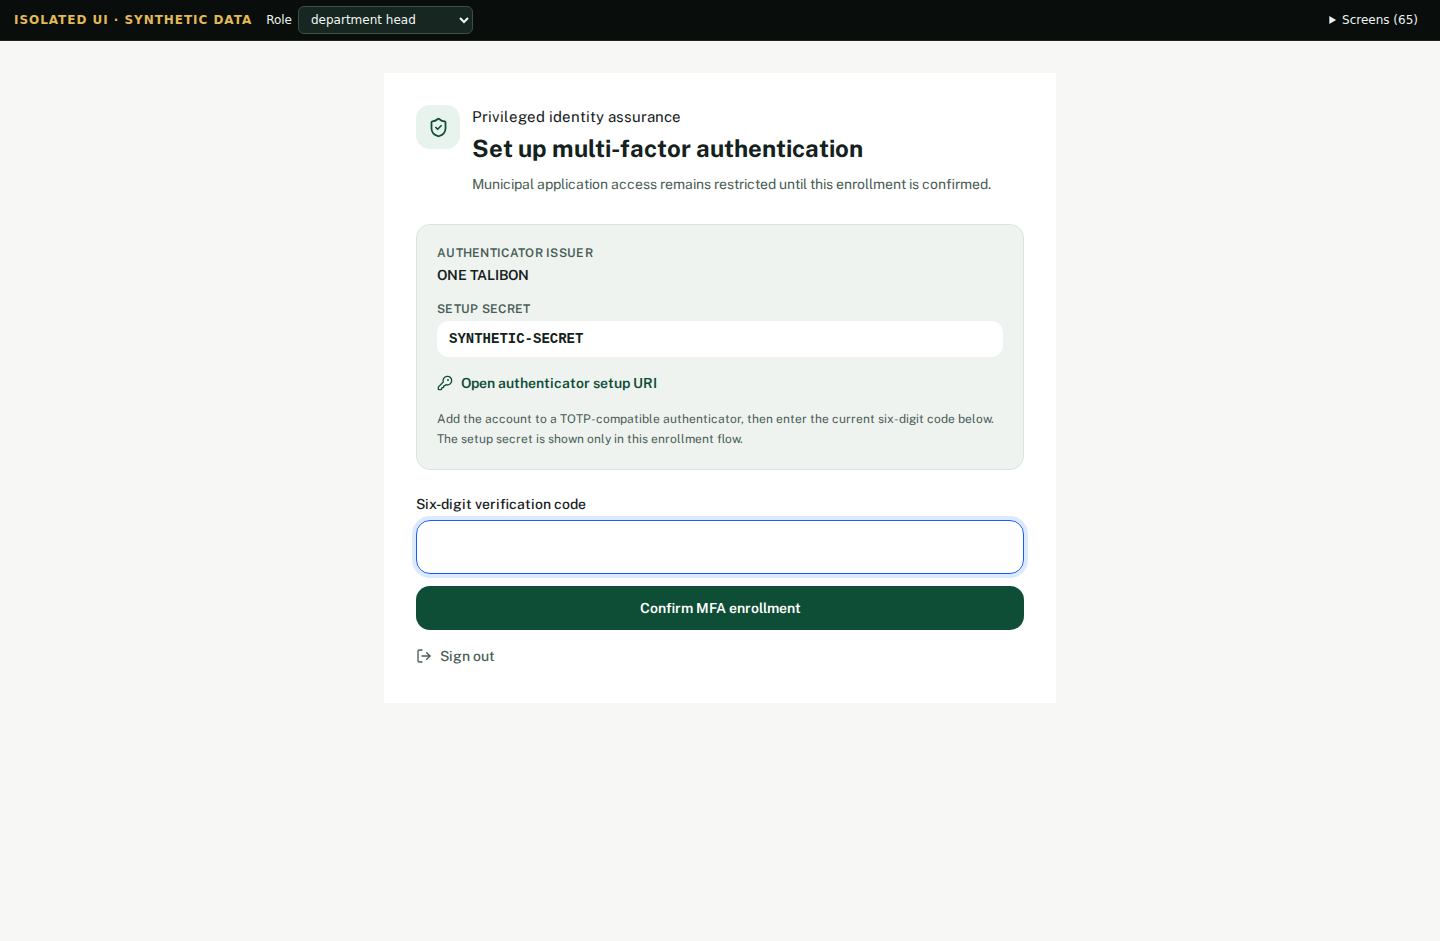 ISOLATED UI · SYNTHETIC DATA Role department head Screens (65)
Privileged identity assurance
Set up multi-factor authentication
Municipal application access remains restricted until this enrollment is confirmed.
AUTHENTICATOR ISSUER
ONE TALIBON
SETUP SECRET
SYNTHETIC-SECRET
Open authenticator setup URI
Add the account to a TOTP-compatible authenticator, then enter the current six-digit code below.
The setup secret is shown only in this enrollment flow.
Six-digit verification code
Confirm MFA enrollment
Sign out